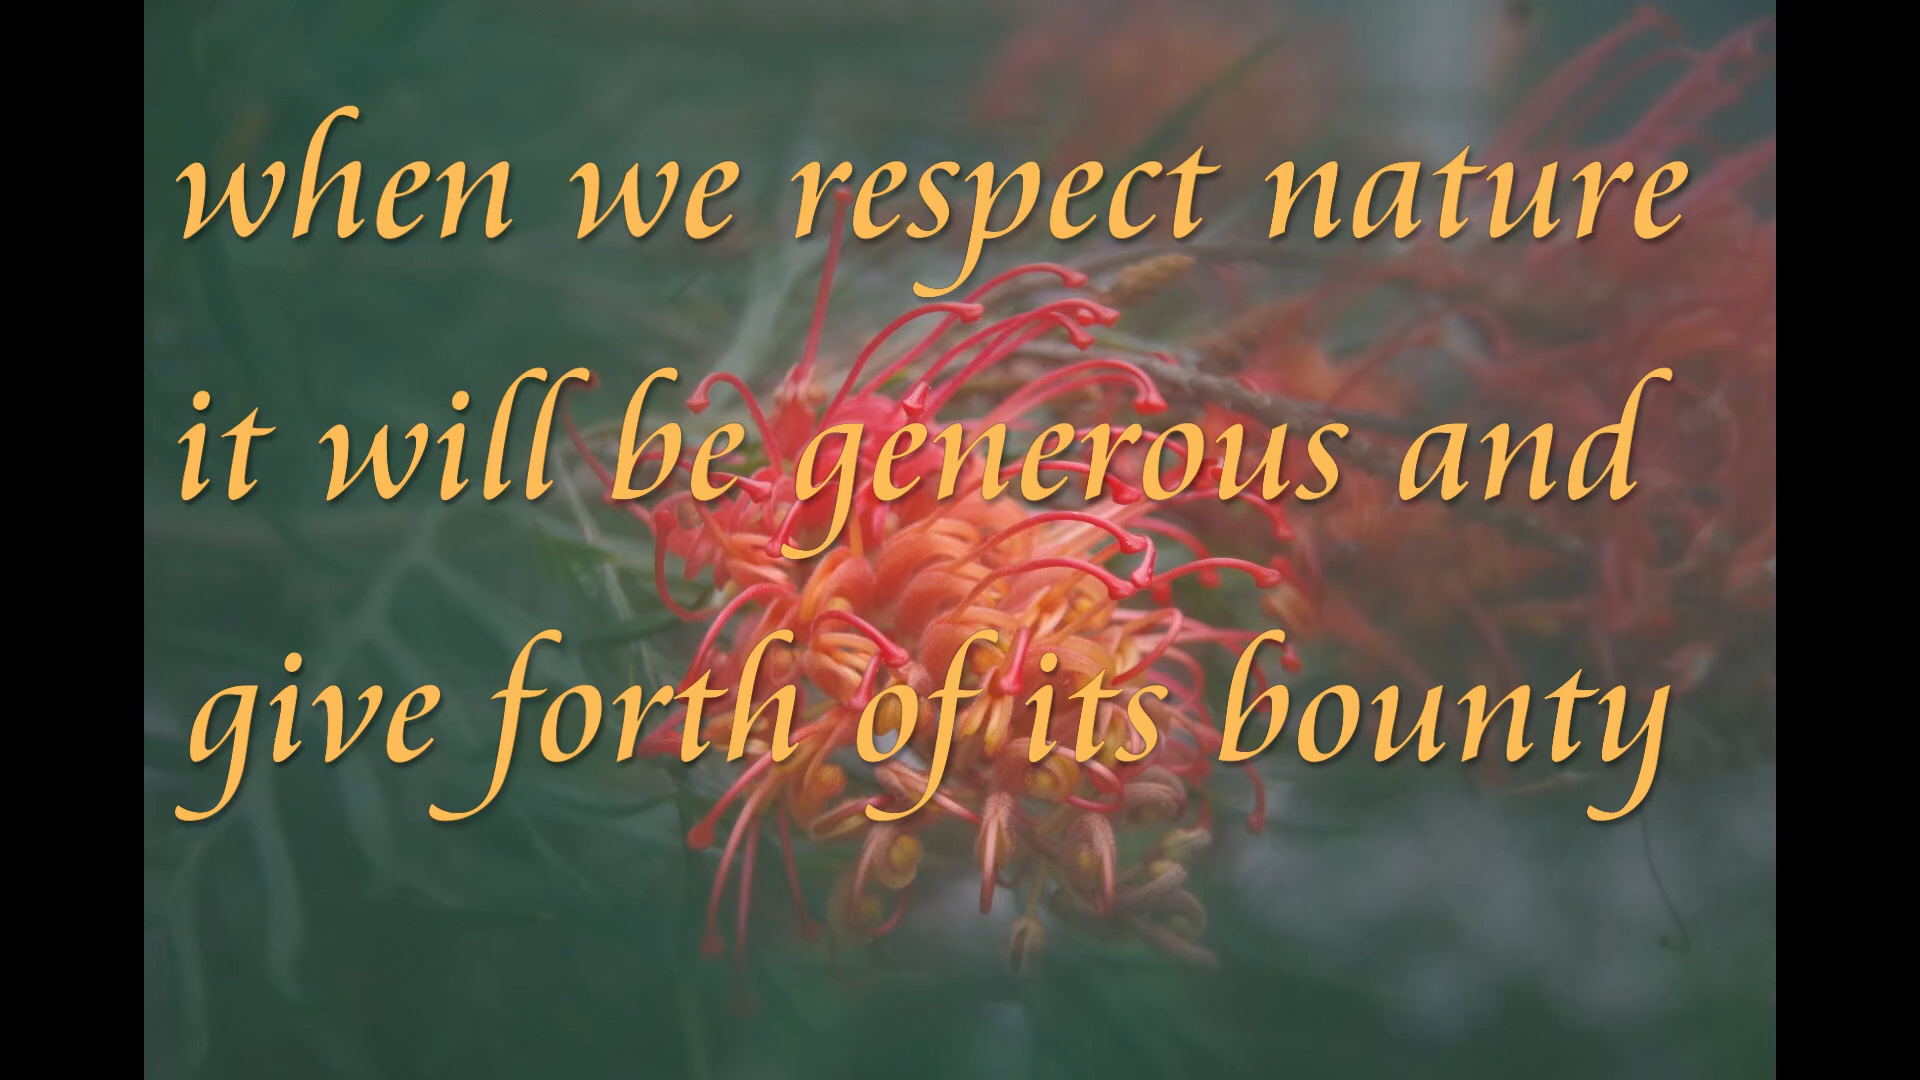 when we respect nature
it will be generous and
give forth of its bounty